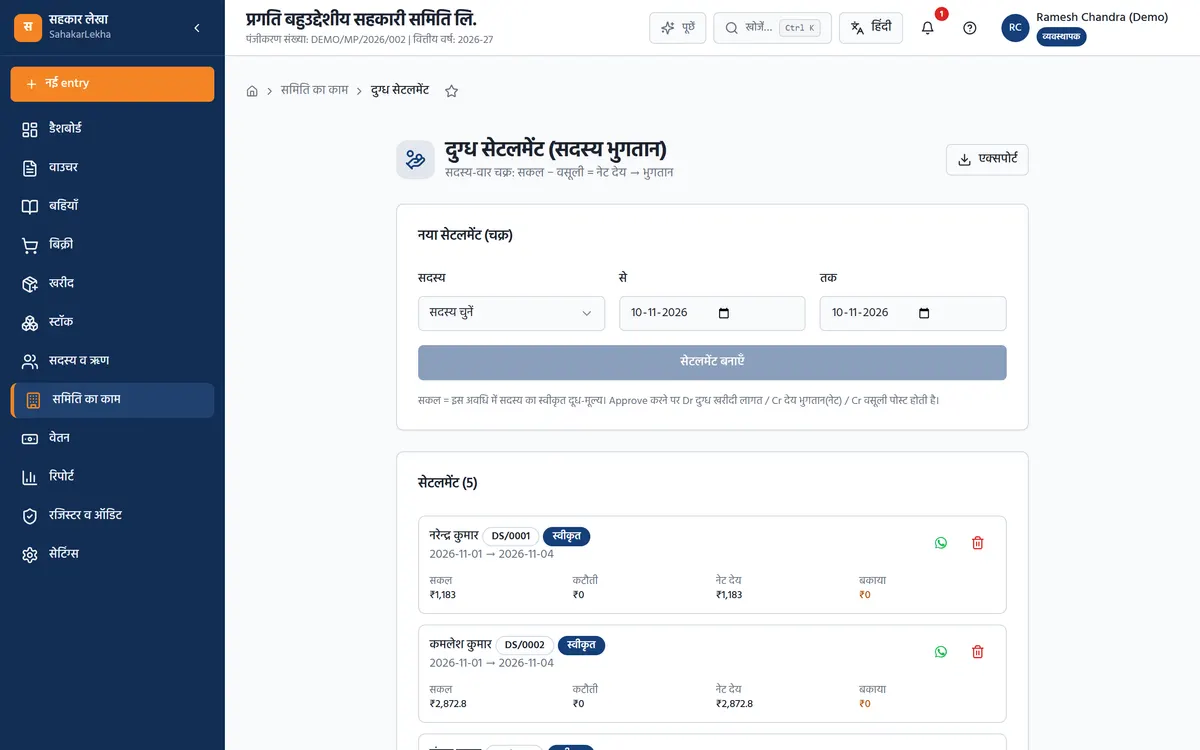 स
सहकार लेखा
SahakarLekha
नई entry
डैशबोर्ड
वाउचर
बहियाँ
बिक्री
खरीद
स्टॉक
सदस्य व ऋण
समिति का काम
वेतन
रिपोर्ट
रजिस्टर व ऑडिट
सेटिंग्स
प्रगति बहुउद्देशीय सहकारी समिति लि.
पंजीकरण संख्या: DEMO/MP/2026/002 | वित्तीय वर्ष: 2026-27
पूछें
खोजें... Ctrl K
हिंदी
1
RC
Ramesh Chandra (Demo)
व्यवस्थापक
समिति का काम > दुग्ध सेटलमेंट
दुग्ध सेटलमेंट (सदस्य भुगतान)
सदस्य-वार चक्र: सकल − वसूली = नेट देय → भुगतान
एक्सपोर्ट
नया सेटलमेंट (चक्र)
सदस्य से तक
सदस्य चुनें 10-11-2026 10-11-2026
सेटलमेंट बनाएँ
सकल = इस अवधि में सदस्य का स्वीकृत दूध-मूल्य। Approve करने पर Dr दुग्ध खरीदी लागत / Cr देय भुगतान(नेट) / Cr वसूली पोस्ट होती है।
सेटलमेंट (5)
नरेन्द्र कुमार DS/0001 स्वीकृत
2026-11-01 → 2026-11-04
सकल कटौती नेट देय बकाया
₹1,183 ₹0 ₹1,183 ₹0
कमलेश कुमार DS/0002 स्वीकृत
2026-11-01 → 2026-11-04
सकल कटौती नेट देय बकाया
₹2,872.8 ₹0 ₹2,872.8 ₹0